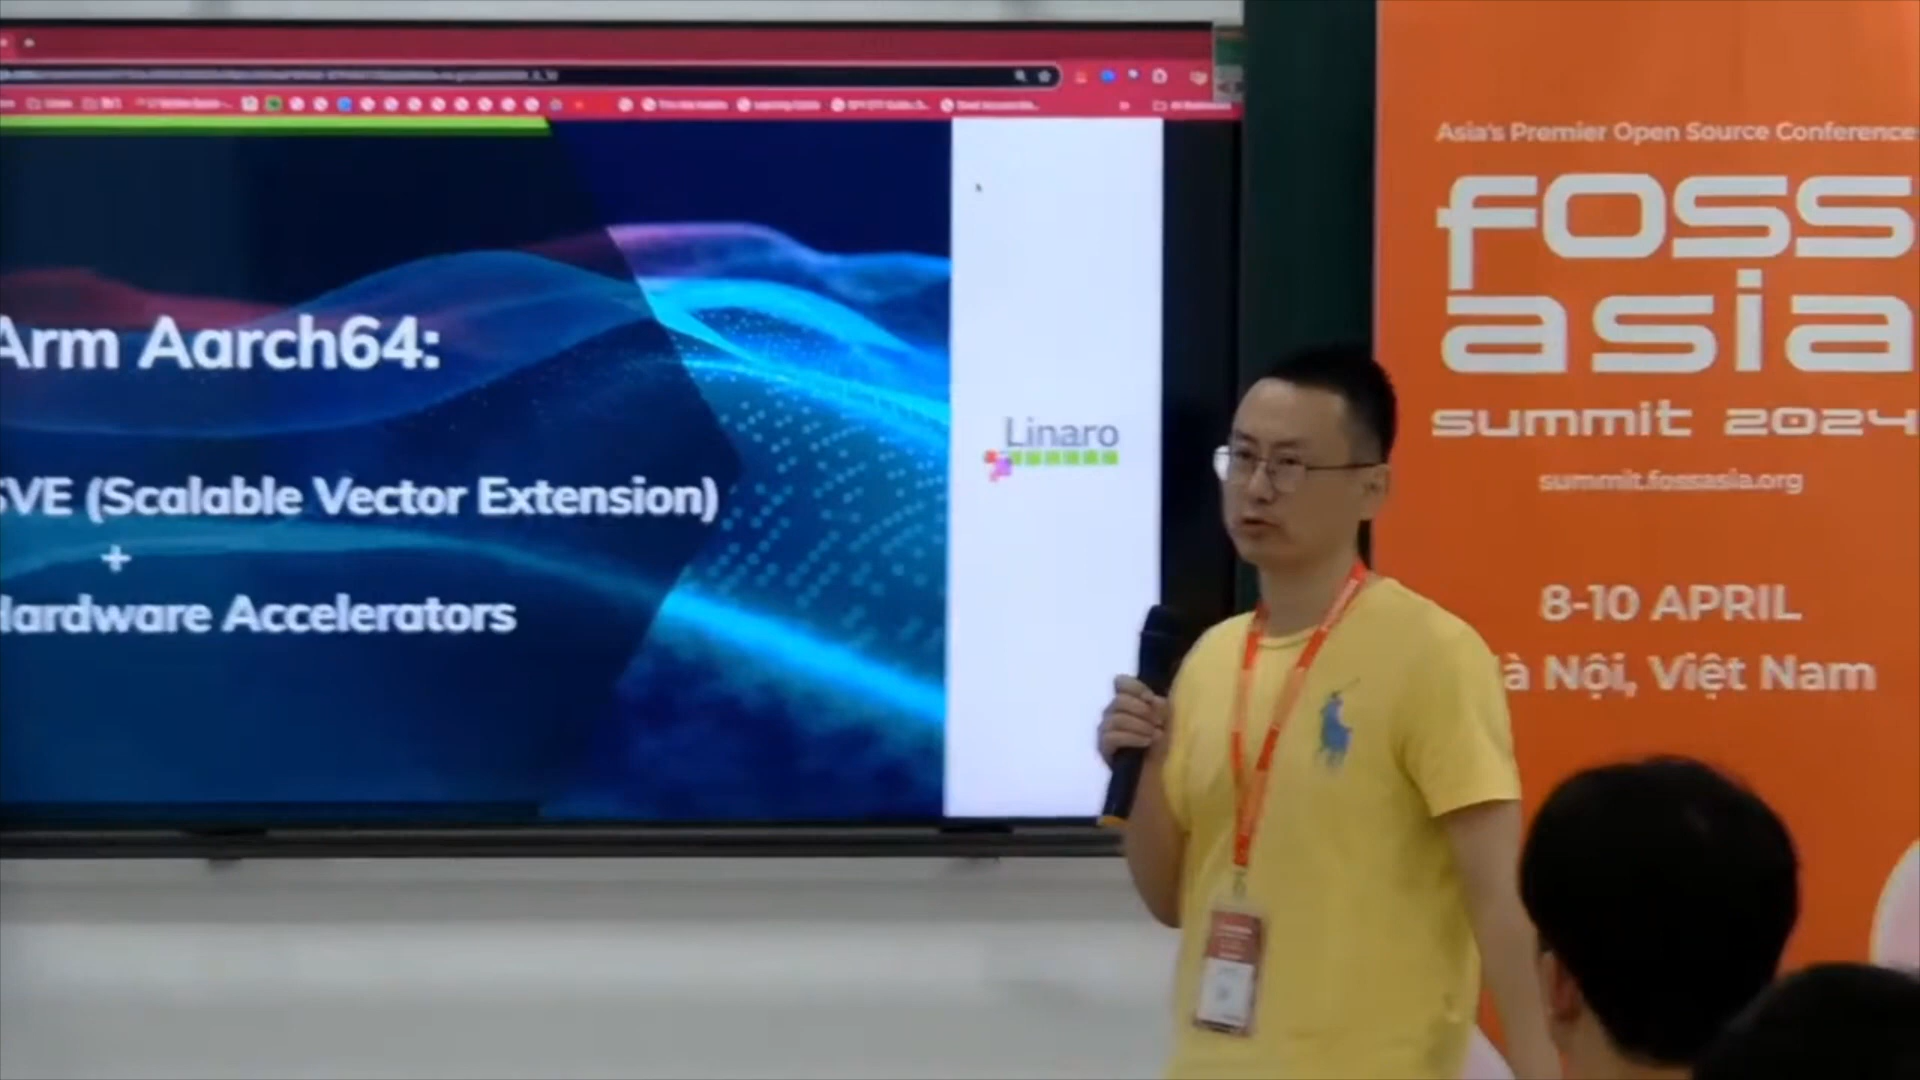 Arm Aarch64:
SVE (Scalable Vector Extension)
+
Hardware Accelerators
Linaro
Asia's Premier Open Source Conference
foss
asia
summit 2024
summit.fossasia.org
8-10 APRIL
à Nội, Việt Nam